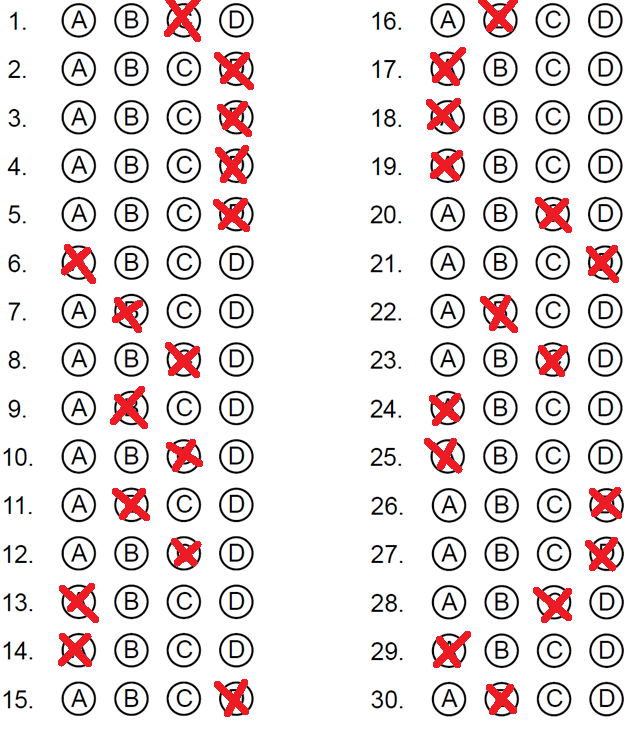 1. A B D
2. A B C
3. A B C
4. A B C
5. A B C
6. B C D
7. A C D
8. A B D
9. A C D
10. A B D
11. A C D
12. A B D
13. B C D
14. B C D
15. A B C
16. A C D
17. B C D
18. B C D
19. B C D
20. A B D
21. A B C
22. A C D
23. A B D
24. B C D
25. B C D
26. A B C
27. A B C
28. A B D
29. B C D
30. A C D